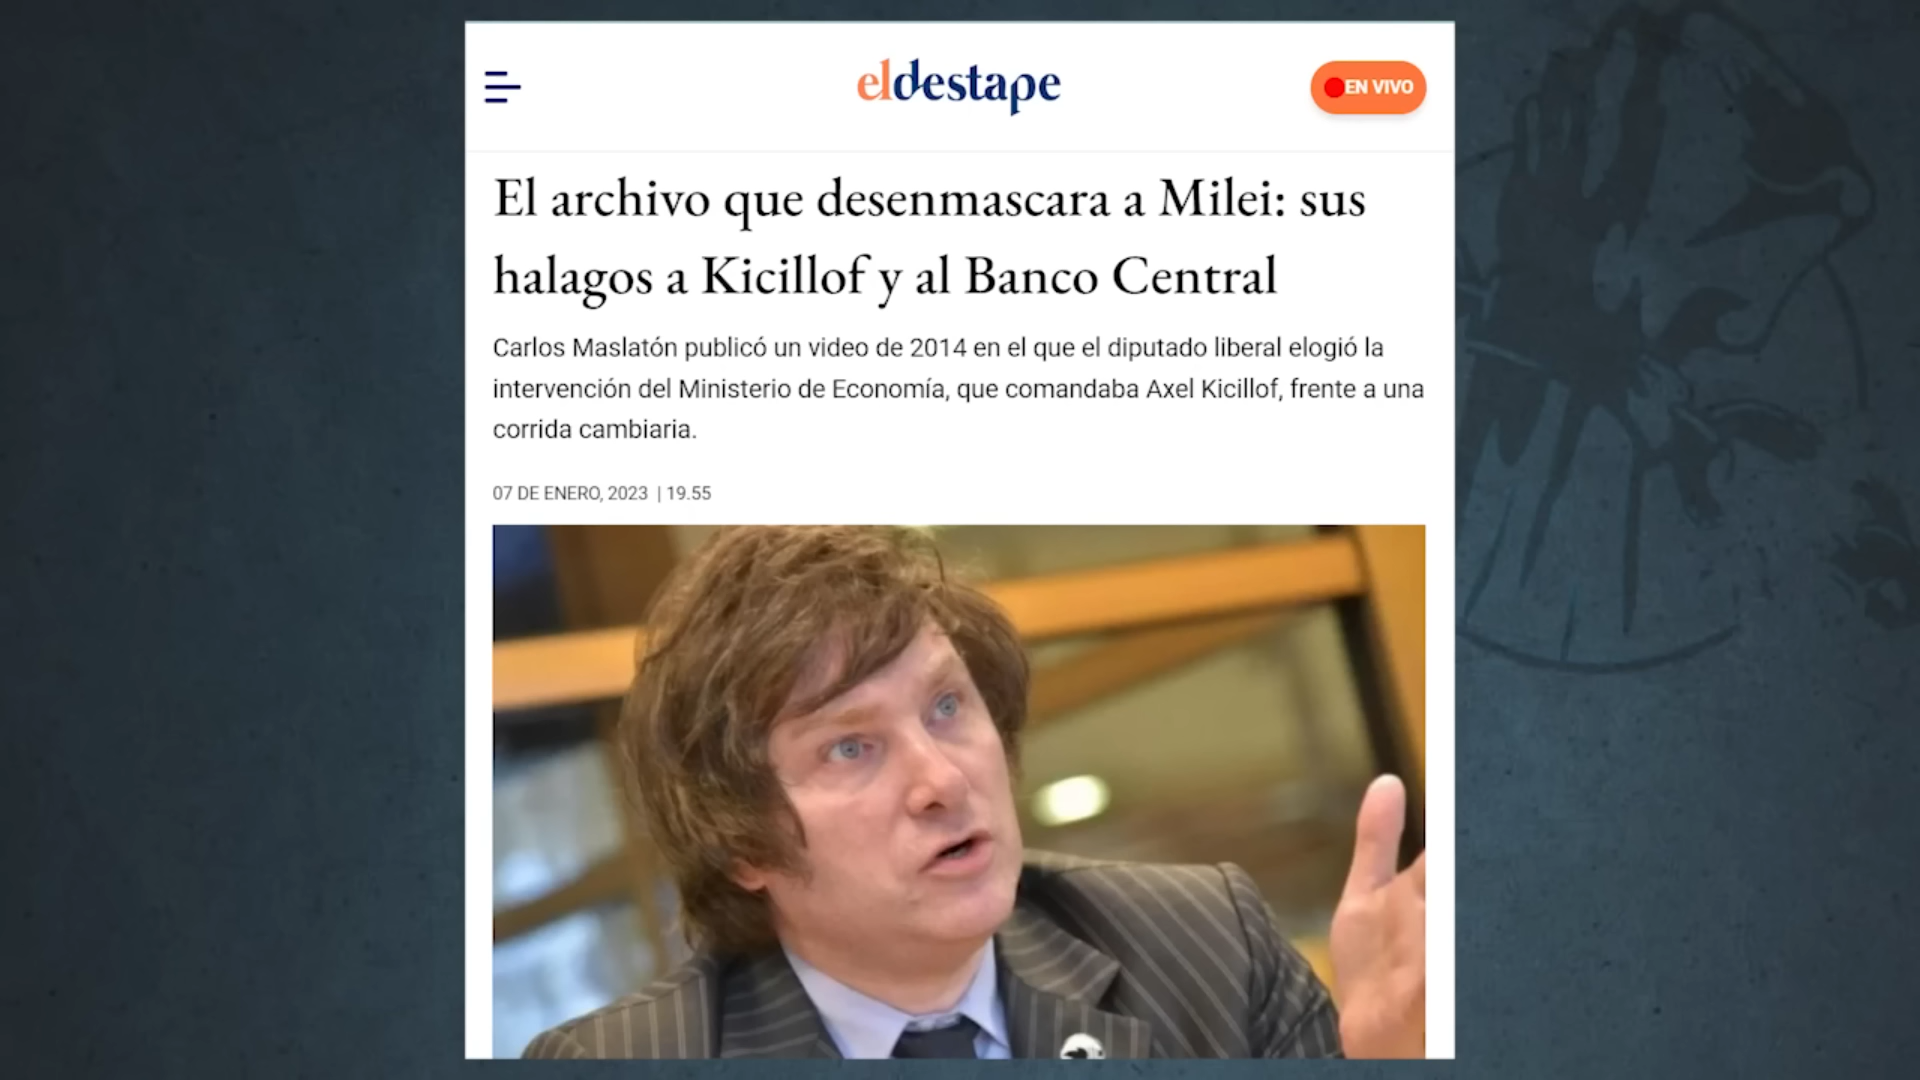 eldestape
EN VIVO
El archivo que desenmascara a Milei: sus
halagos a Kicillof y al Banco Central
Carlos Maslatón publicó un video de 2014 en el que el diputado liberal elogió la
intervención del Ministerio de Economía, que comandaba Axel Kicillof, frente a una
corrida cambiaria.
07 DE ENERO, 2023 | 19.55